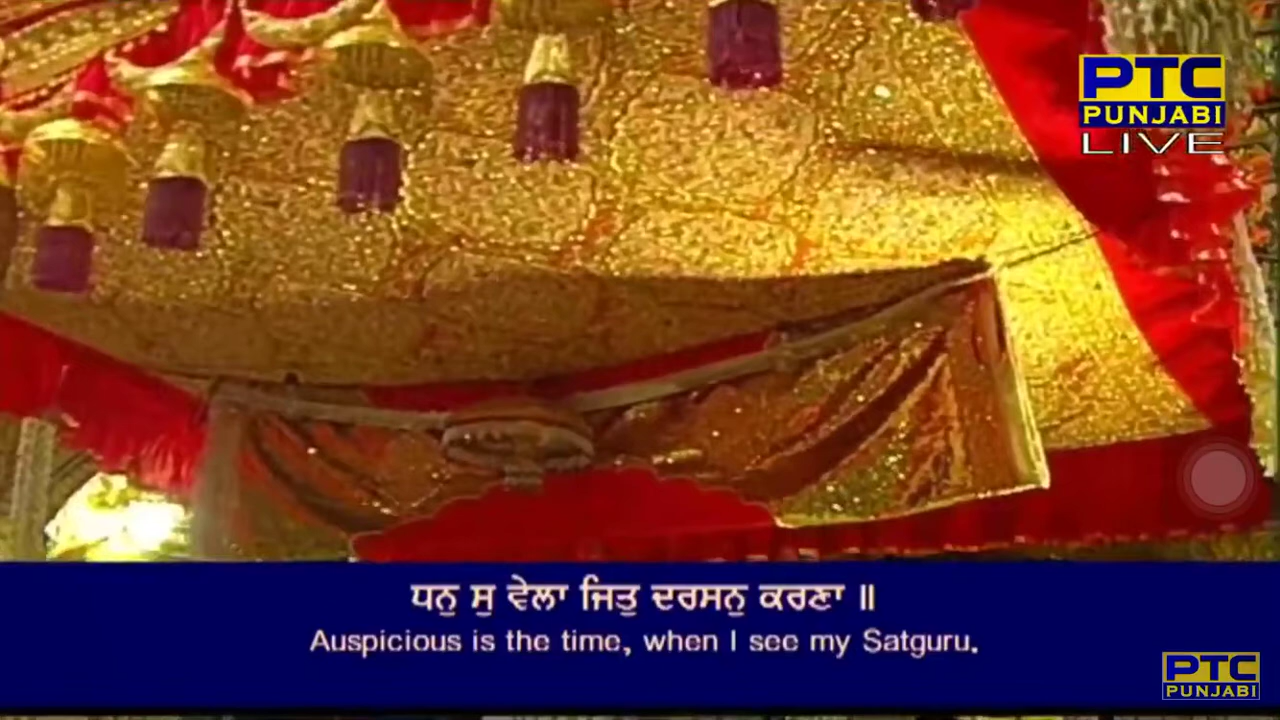 PTC
PUNJABI
LIVE
ਧਨੁ ਸੁ ਵੇਲਾ ਜਿਤੁ ਦਰਸਨੁ ਕਰਣਾ ॥
Auspicious is the time, when I see my Satguru.
PTC
PUNJABI